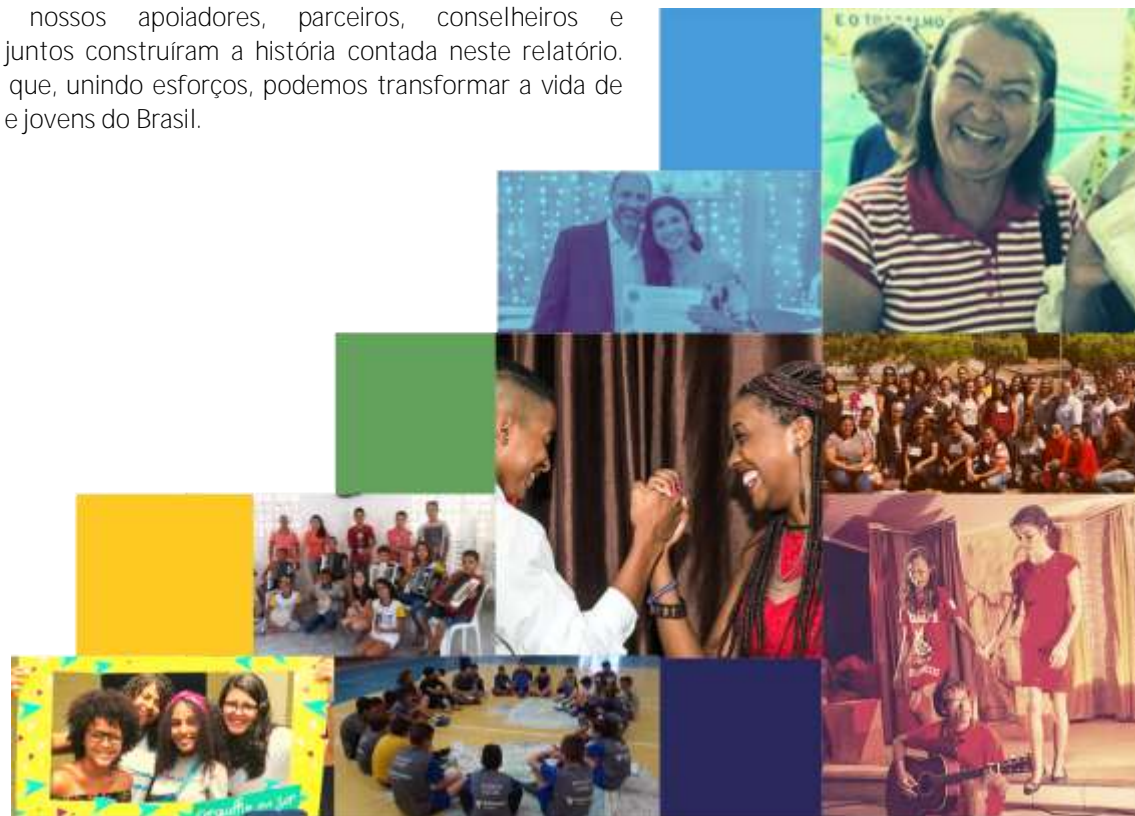 nossos apoiadores, parceiros, conselheiros e
juntos construíram a história contada neste relatório.
que, unindo esforços, podemos transformar a vida de
e jovens do Brasil.
E O TRABALHO